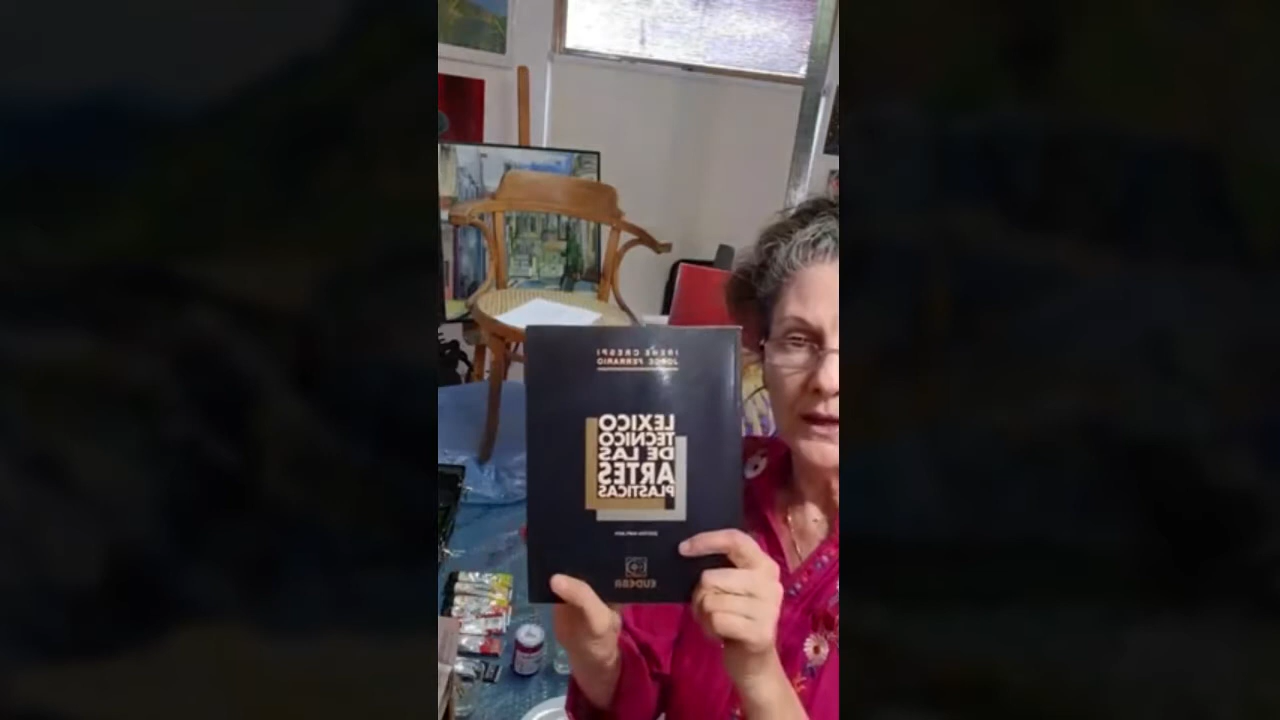 IRENE CRESPI
JORGE FERRARIO
LEXICO
TECNICO
DE LAS
ARTES
PLASTICAS
EUDEBA